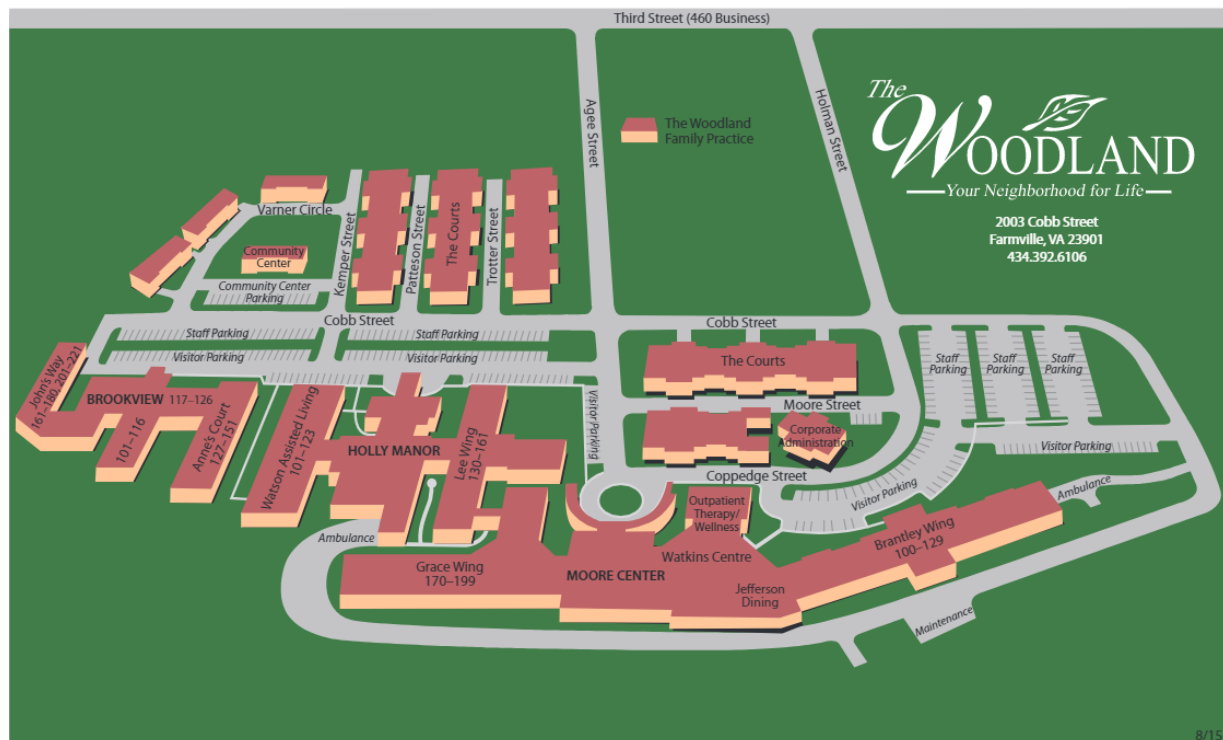 Third Street (460 Business)
Agee Street
Holman Street
The Woodland
Family Practice
The
WOODLAND
Your Neighborhood for Life
2003 Cobb Street
Farmville, VA 23901
434.392.6106
Varner Circle
Community
Center
Community Center
Parking
Kemper Street
Patteson Street
The Courts
Trotter Street
Cobb Street
Cobb Street
Staff Parking
Staff Parking
Visitor Parking
Visitor Parking
The Courts
Staff
Parking
Staff
Parking
Staff
Parking
John's Way
161–180, 201–221
BROOKVIEW 117–126
101–116
Anne's Court
127–151
Watson Assisted Living
101–123
HOLLY MANOR
Lee Wing
130–161
Visitor Parking
Moore Street
Corporate
Administration
Visitor Parking
Coppedge Street
Visitor Parking
Ambulance
Outpatient
Therapy/
Wellness
Ambulance
Brantley Wing
100–129
Watkins Centre
Grace Wing
170–199
MOORE CENTER
Jefferson
Dining
Maintenance
8/15